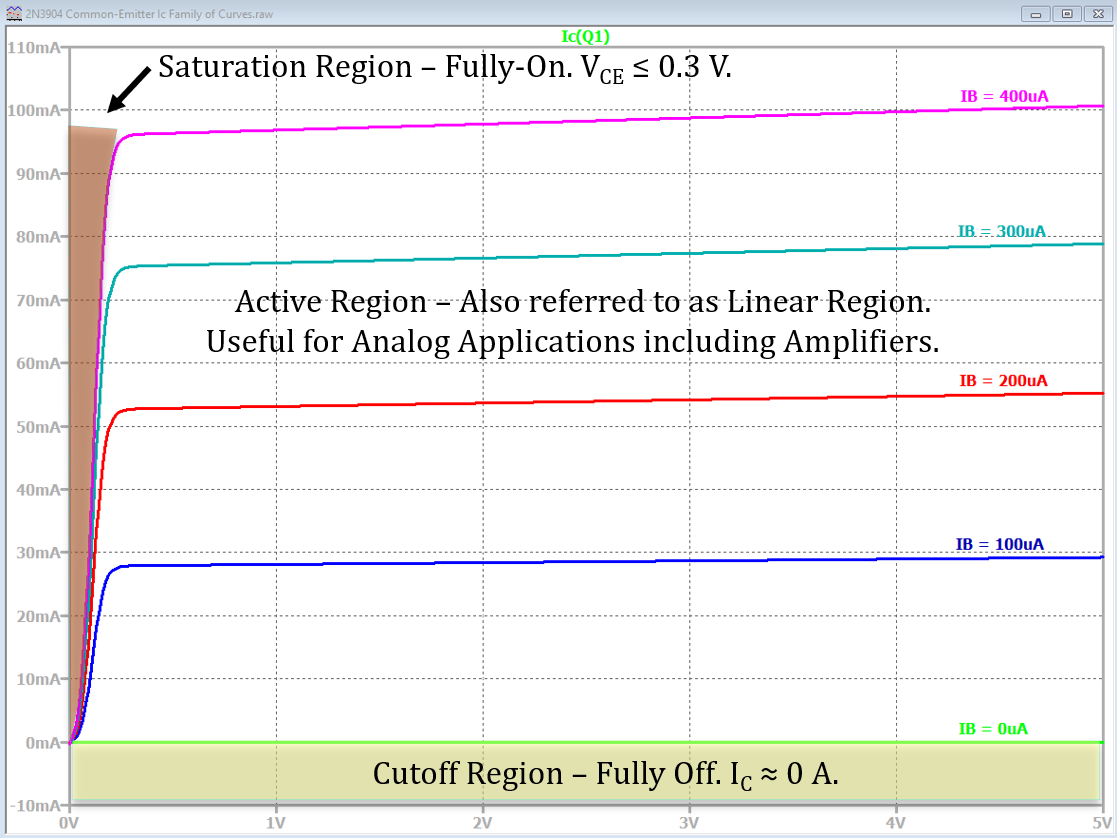 2N3904 Common-Emitter Ic Family of Curves.raw
Ic(Q1)
110mA
Saturation Region – Fully-On. VCE ≤ 0.3 V.
IB = 400uA
100mA
90mA
80mA
IB = 300uA
70mA
Active Region – Also referred to as Linear Region.
Useful for Analog Applications including Amplifiers.
60mA
IB = 200uA
50mA
40mA
IB = 100uA
30mA
20mA
10mA
IB = 0uA
0mA
Cutoff Region – Fully Off. IC ≈ 0 A.
-10mA
0V 1V 2V 3V 4V 5V